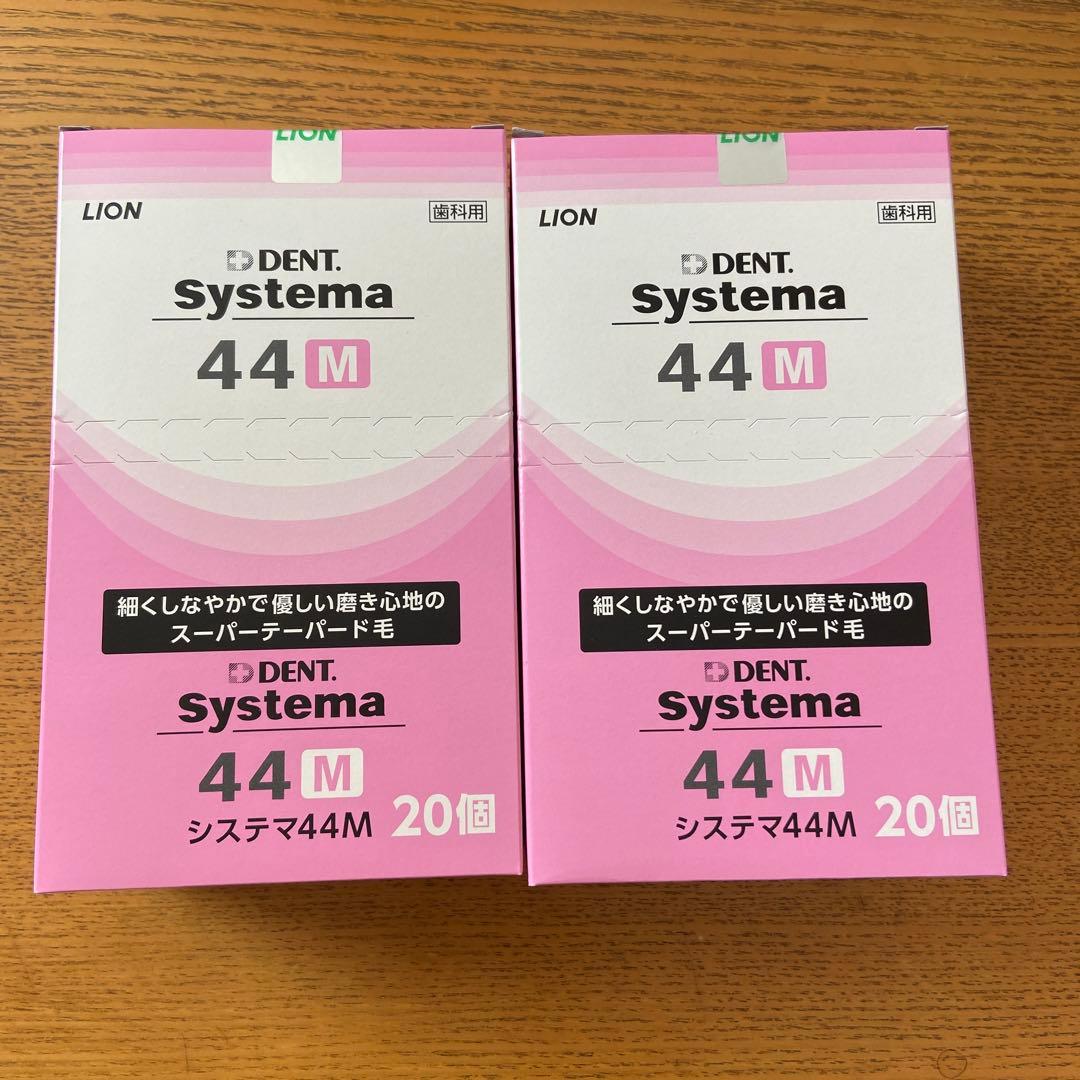 LION
LION
歯科用
DENT.
Systema
44 M
細くしなやかで優しい磨き心地の
スーパーテーパード毛
DENT.
Systema
44 M
システマ44M 20個
LION
LION
歯科用
DENT.
Systema
44 M
細くしなやかで優しい磨き心地の
スーパーテーパード毛
DENT.
Systema
44 M
システマ44M 20個